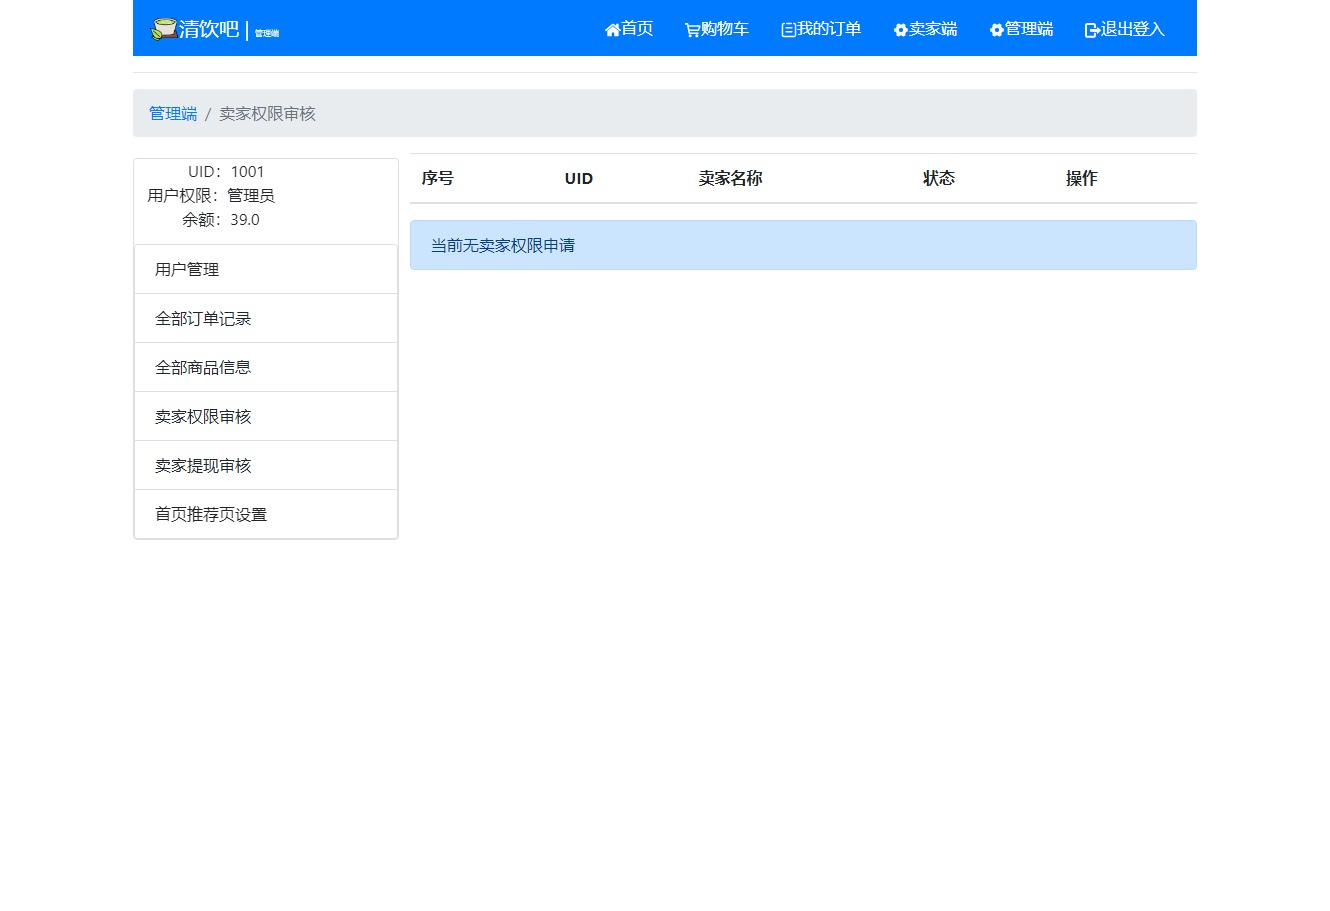 清饮吧 | 管理端 首页 购物车 我的订单 卖家端 管理端 退出登入
管理端 / 卖家权限审核
UID：1001
用户权限：管理员
余额：39.0
用户管理
全部订单记录
全部商品信息
卖家权限审核
卖家提现审核
首页推荐页设置
序号 UID 卖家名称 状态 操作
当前无卖家权限申请